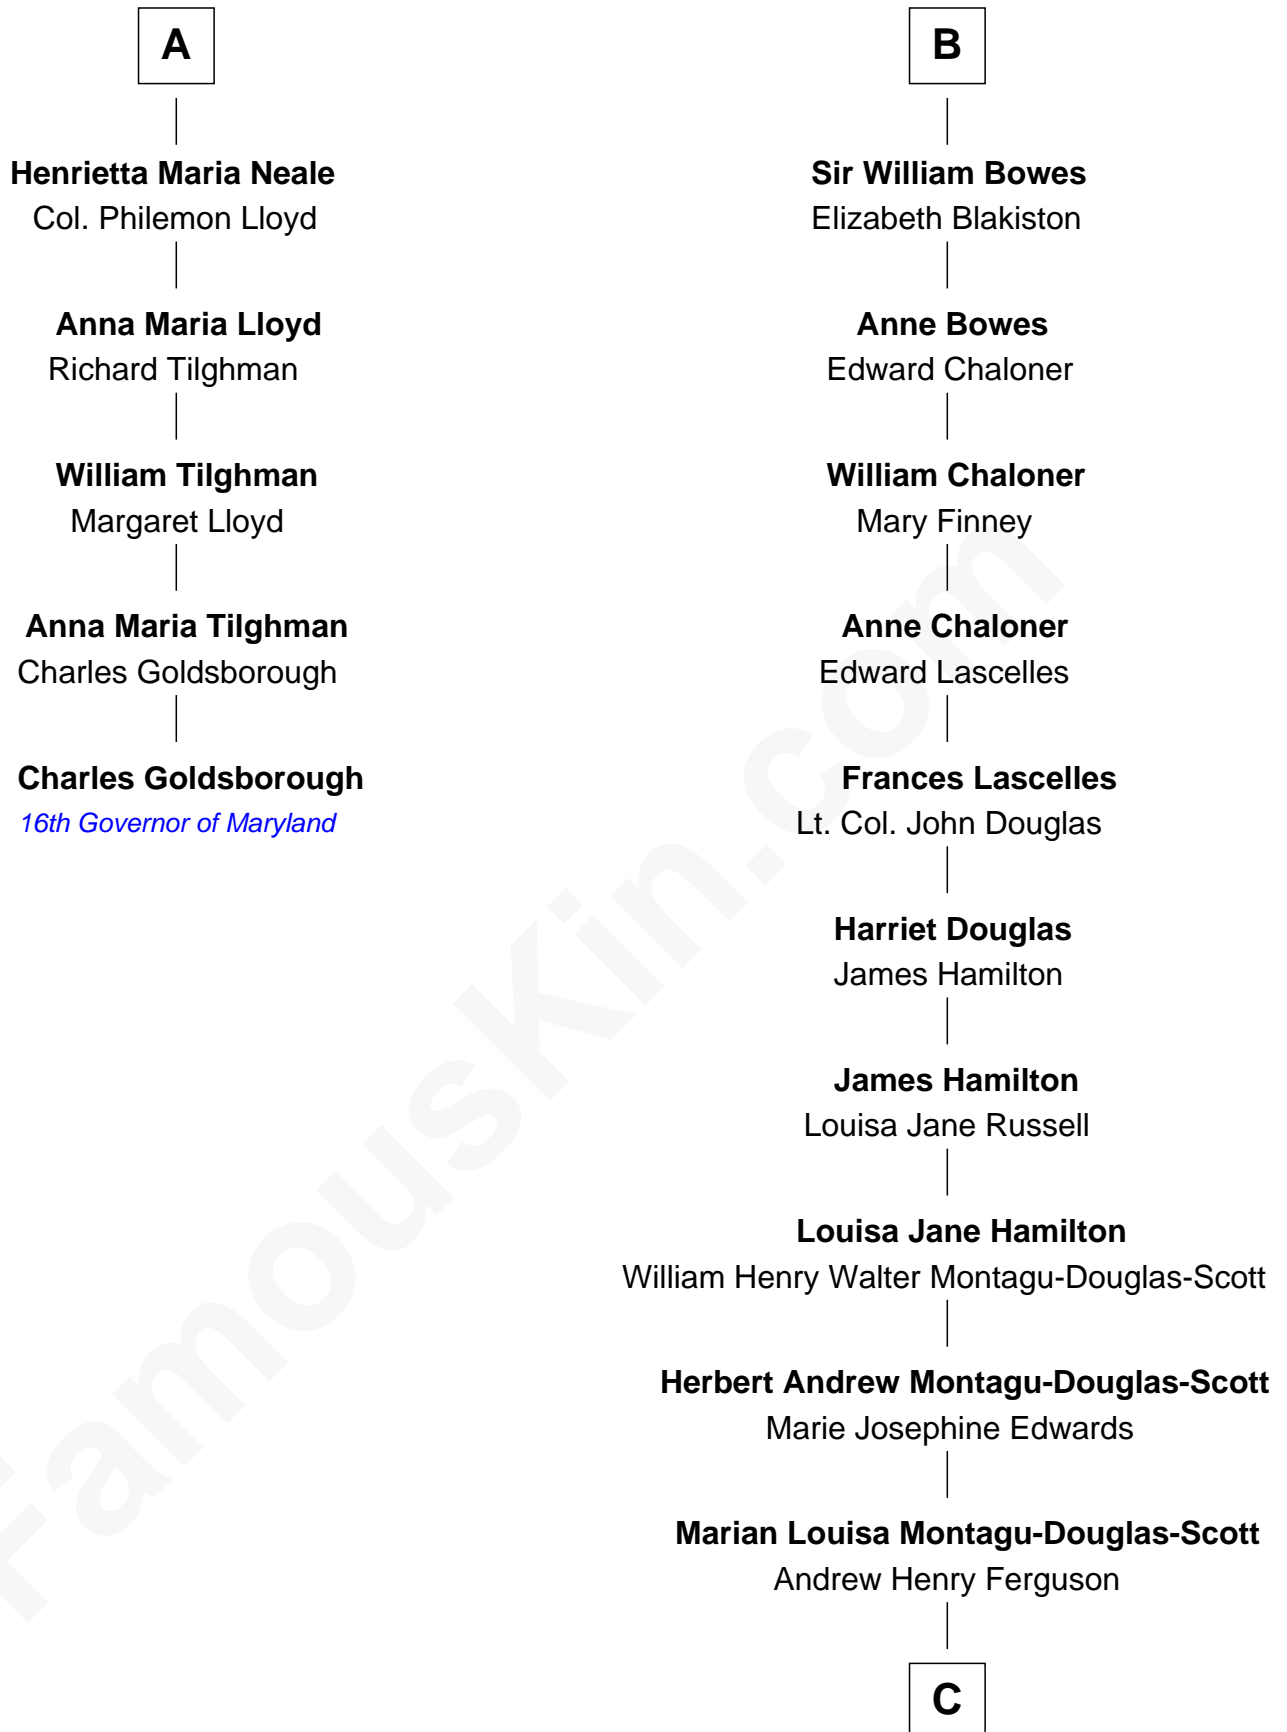 A
Henrietta Maria Neale
Col. Philemon Lloyd
Anna Maria Lloyd
Richard Tilghman
William Tilghman
Margaret Lloyd
Anna Maria Tilghman
Charles Goldsborough
Charles Goldsborough
16th Governor of Maryland
B
Sir William Bowes
Elizabeth Blakiston
Anne Bowes
Edward Chaloner
William Chaloner
Mary Finney
Anne Chaloner
Edward Lascelles
Frances Lascelles
Lt. Col. John Douglas
Harriet Douglas
James Hamilton
James Hamilton
Louisa Jane Russell
Louisa Jane Hamilton
William Henry Walter Montagu-Douglas-Scott
Herbert Andrew Montagu-Douglas-Scott
Marie Josephine Edwards
Marian Louisa Montagu-Douglas-Scott
Andrew Henry Ferguson
C
FamousKin.com